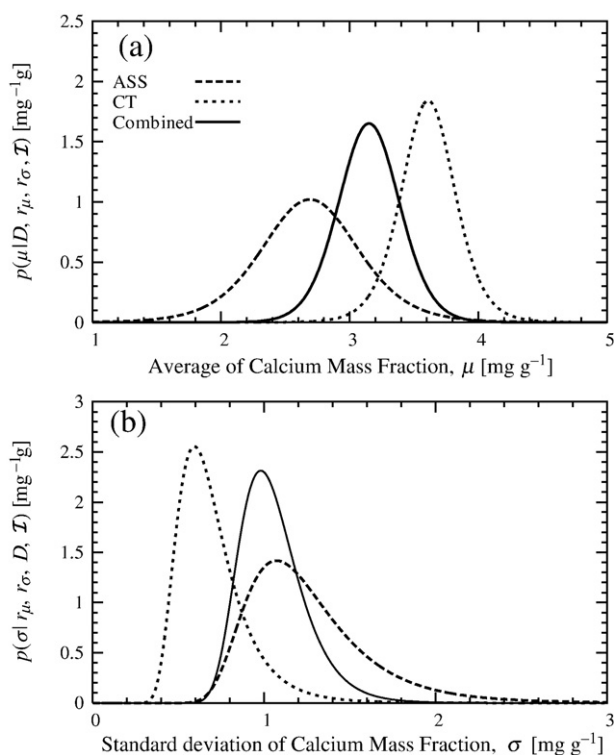 (a)
ASS
CT
Combined
2.5
2
1.5
1
0.5
0
p(μ|D, r_μ, r_σ, 𝓘) [mg⁻¹g]
1 2 3 4 5
Average of Calcium Mass Fraction, μ [mg g⁻¹]
(b)
3
2.5
2
1.5
1
0.5
0
p(σ| r_μ, r_σ, D, 𝓘) [mg⁻¹g]
0 1 2 3
Standard deviation of Calcium Mass Fraction, σ [mg g⁻¹]